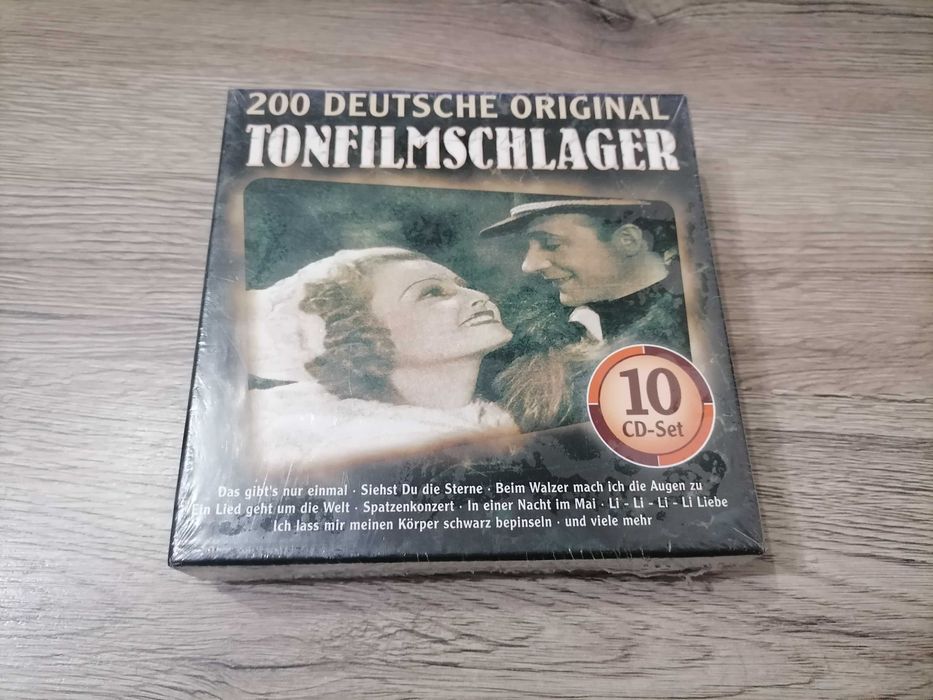 200 DEUTSCHE ORIGINAL
TONFILMSCHLAGER
10
CD-Set
Das gibt's nur einmal · Siehst Du die Sterne · Beim Walzer mach ich die Augen zu
Ein Lied geht um die Welt · Spatzenkonzert · In einer Nacht im Mai · Li - Li - Li - Li Liebe
Ich lass mir meinen Körper schwarz bepinseln · und viele mehr